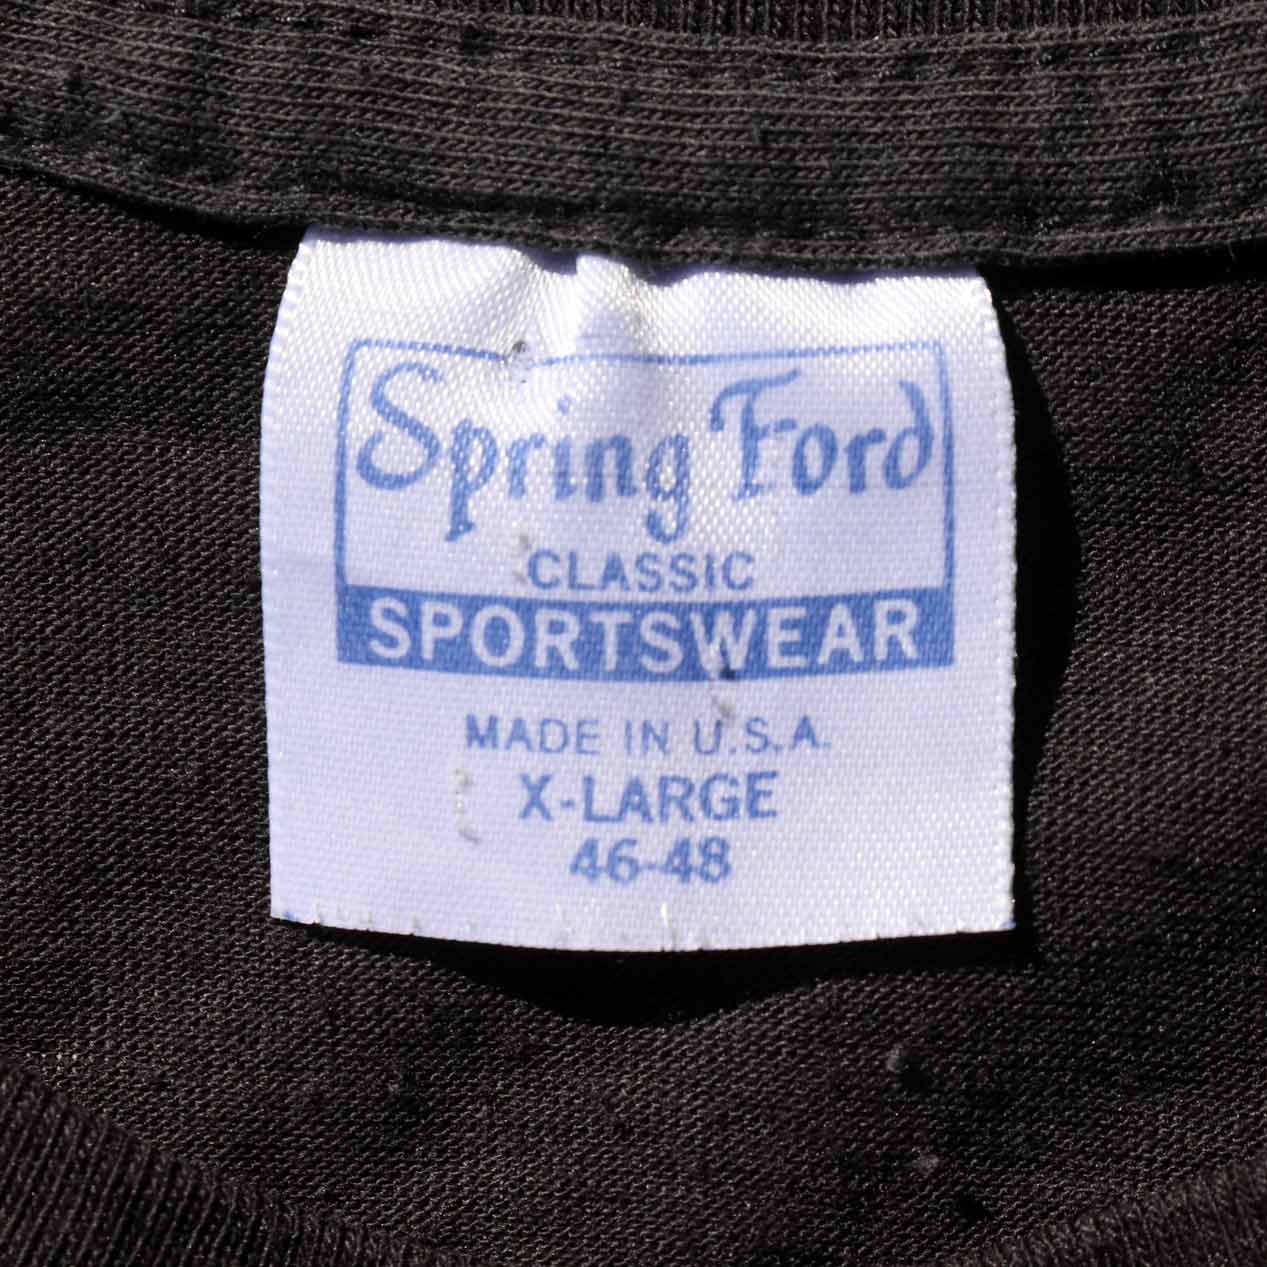 Spring Ford
CLASSIC
SPORTSWEAR
MADE IN U.S.A.
X-LARGE
46-48